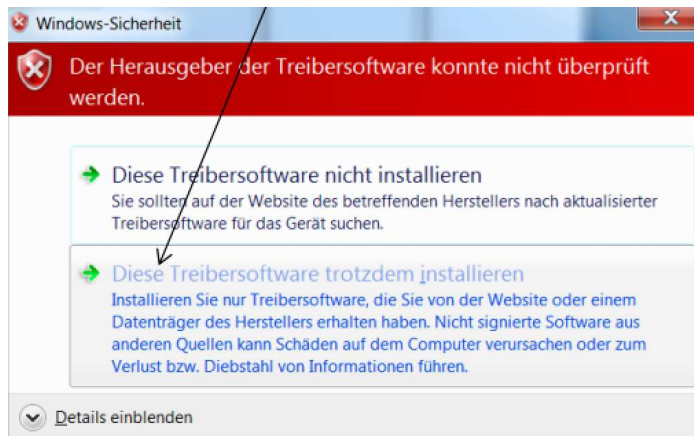 Windows-Sicherheit
Der Herausgeber der Treibersoftware konnte nicht überprüft
werden.
Diese Treibersoftware nicht installieren
Sie sollten auf der Website des betreffenden Herstellers nach aktualisierter
Treibersoftware für das Gerät suchen.
Diese Treibersoftware trotzdem installieren
Installieren Sie nur Treibersoftware, die Sie von der Website oder einem
Datenträger des Herstellers erhalten haben. Nicht signierte Software aus
anderen Quellen kann Schäden auf dem Computer verursachen oder zum
Verlust bzw. Diebstahl von Informationen führen.
Details einblenden